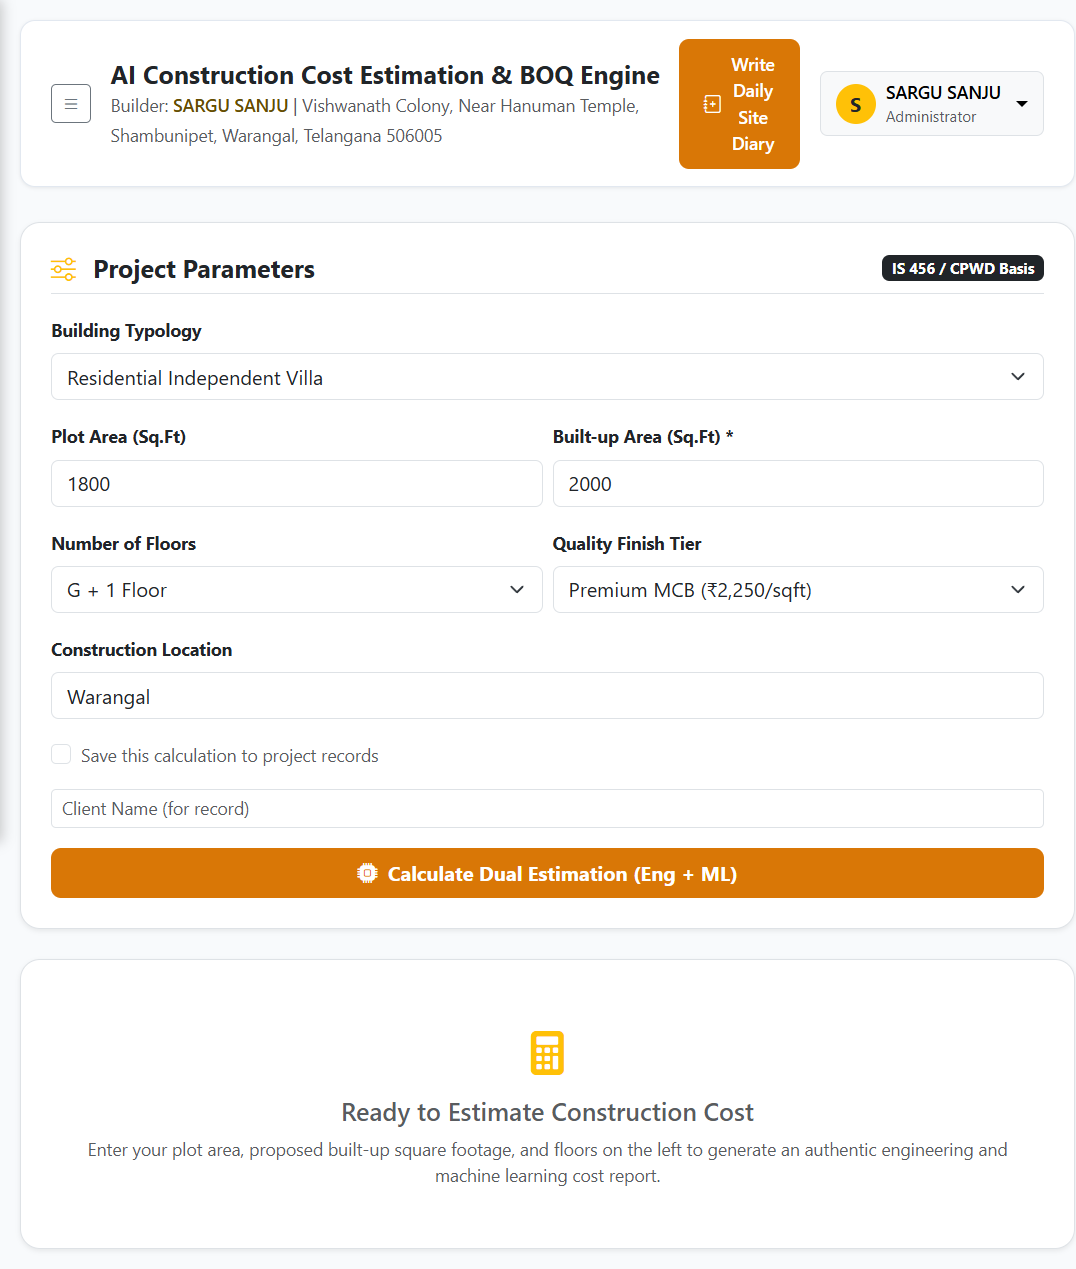 AI Construction Cost Estimation & BOQ Engine
Builder: SARGU SANJU | Vishwanath Colony, Near Hanuman Temple,
Shambunipet, Warangal, Telangana 506005
Write
Daily
Site
Diary
S
SARGU SANJU
Administrator
Project Parameters
IS 456 / CPWD Basis
Building Typology
Residential Independent Villa
Plot Area (Sq.Ft)
Built-up Area (Sq.Ft) *
1800
2000
Number of Floors
Quality Finish Tier
G + 1 Floor
Premium MCB (₹2,250/sqft)
Construction Location
Warangal
Save this calculation to project records
Client Name (for record)
Calculate Dual Estimation (Eng + ML)
Ready to Estimate Construction Cost
Enter your plot area, proposed built-up square footage, and floors on the left to generate an authentic engineering and
machine learning cost report.